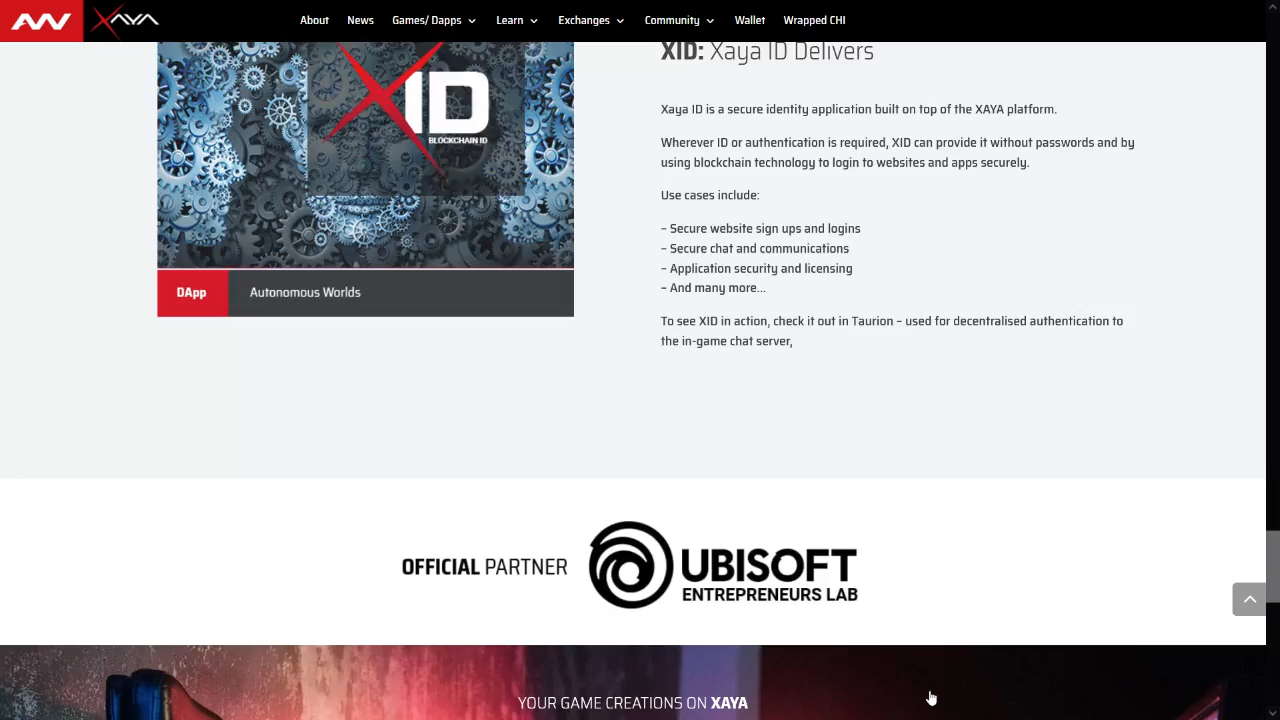 AW XAYA About News Games/ Dapps Learn Exchanges Community Wallet Wrapped CHI
XID: Xaya ID Delivers
XID
BLOCKCHAIN ID
Xaya ID is a secure identity application built on top of the XAYA platform.
Wherever ID or authentication is required, XID can provide it without passwords and by
using blockchain technology to login to websites and apps securely.
Use cases include:
– Secure website sign ups and logins
– Secure chat and communications
– Application security and licensing
– And many more…
DApp Autonomous Worlds
To see XID in action, check it out in Taurion – used for decentralised authentication to
the in-game chat server,
OFFICIAL PARTNER UBISOFT
ENTREPRENEURS LAB
YOUR GAME CREATIONS ON XAYA